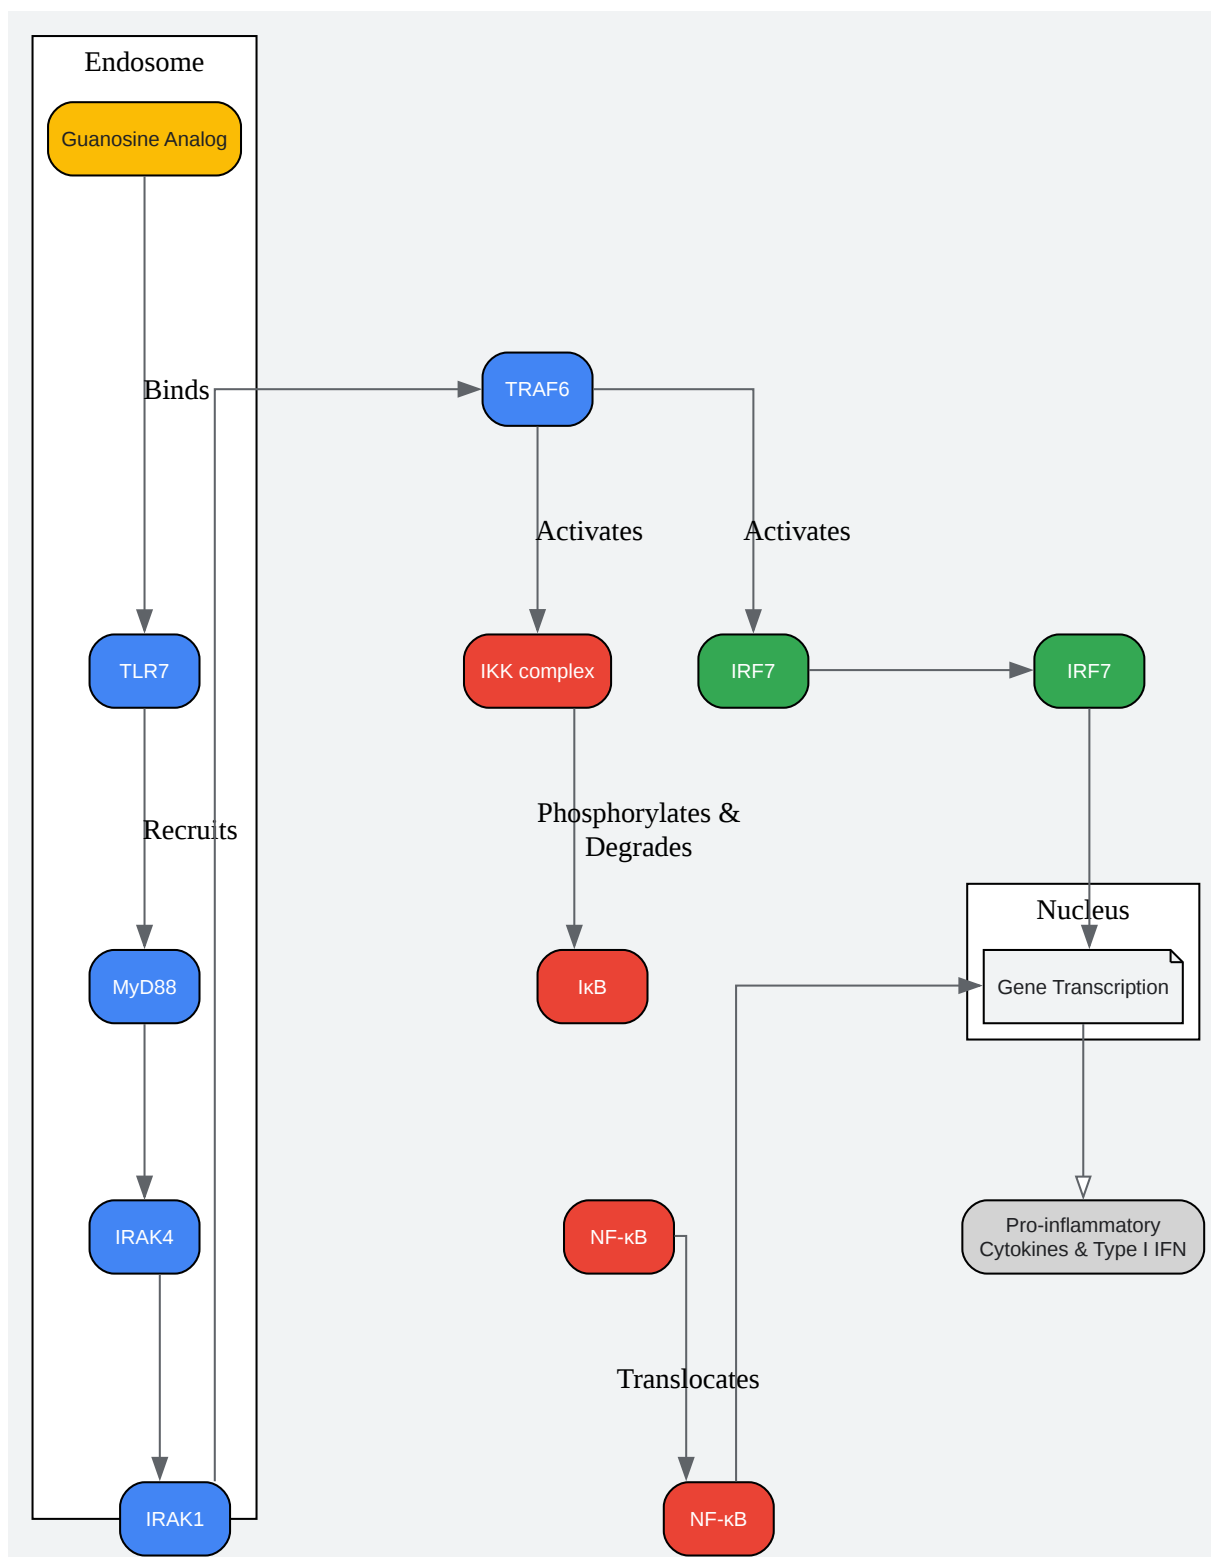 Endosome
Guanosine Analog
Binds
TRAF6
Activates
Activates
TLR7
IKK complex
IRF7
IRF7
Recruits
Phosphorylates &
Degrades
Nucleus
MyD88
IκB
Gene Transcription
IRAK4
NF-κB
Pro-inflammatory
Cytokines & Type I IFN
Translocates
IRAK1
NF-κB